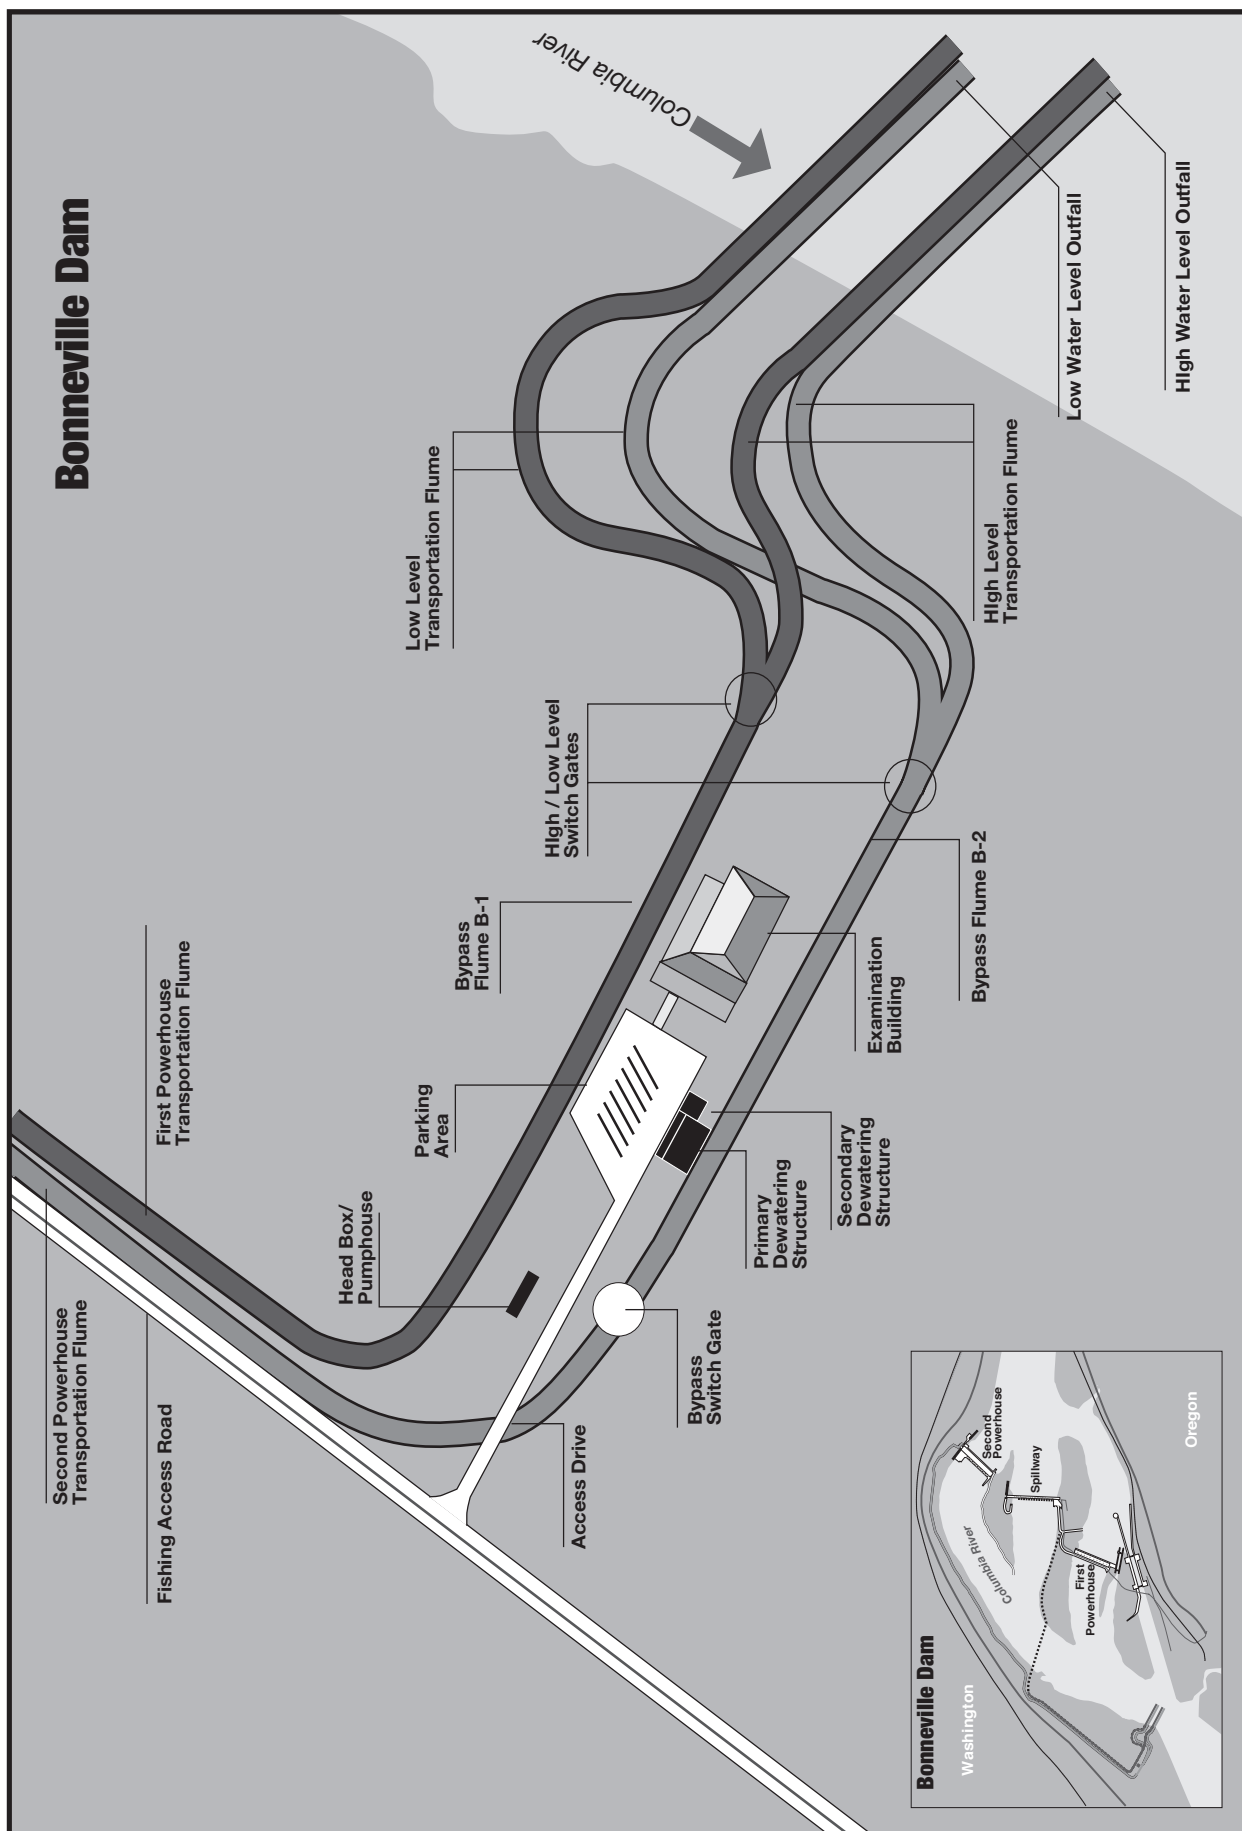 Bonneville Dam
Columbia River
Second Powerhouse
Transportation Flume
Fishing Access Road
First Powerhouse
Transportation Flume
Head Box/
Pumphouse
Parking
Area
Bypass
Flume B-1
Low Level
Transportation Flume
HIgh / Low Level
Switch Gates
Access Drive
Bypass
Switch Gate
Primary
Dewatering
Structure
Secondary
Dewatering
Structure
Examination
Building
Bypass Flume B-2
HIgh Level
Transportation Flume
Low Water Level Outfall
HIgh Water Level Outfall
Bonneville Dam
Washington
Columbia River
Second
Powerhouse
Spillway
First
Powerhouse
Oregon